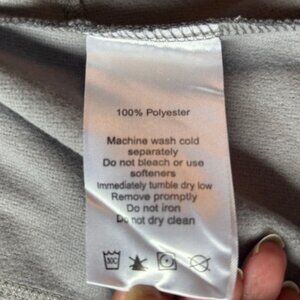 100% Polyester
Machine wash cold
separately
Do not bleach or use
softeners
Immediately tumble dry low
Remove promptly
Do not iron
Do not dry clean
30C